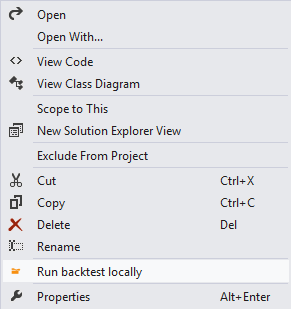 Open
Open With...
View Code
View Class Diagram
Scope to This
New Solution Explorer View
Exclude From Project
Cut Ctrl+X
Copy Ctrl+C
Delete Del
Rename
Run backtest locally
Properties Alt+Enter